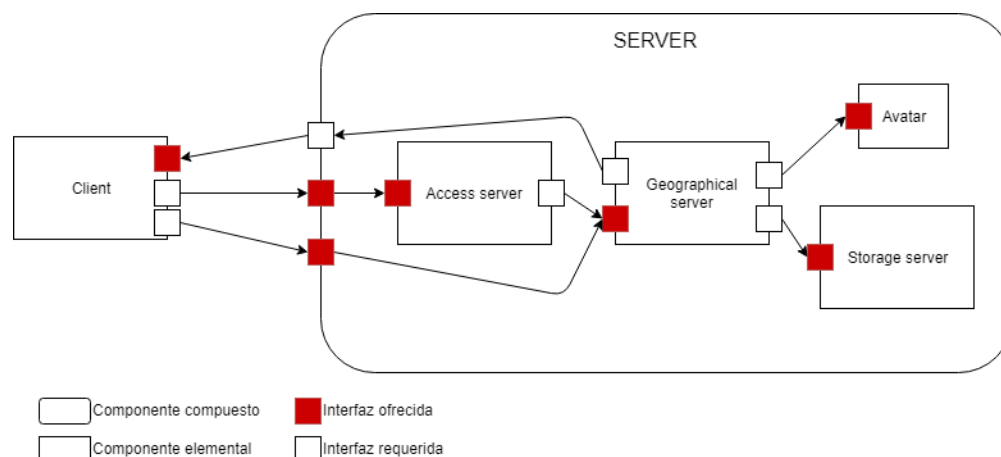 SERVER
Avatar
Client
Access server
Geographical
server
Storage server
Componente compuesto
Interfaz ofrecida
Componente elemental
Interfaz requerida